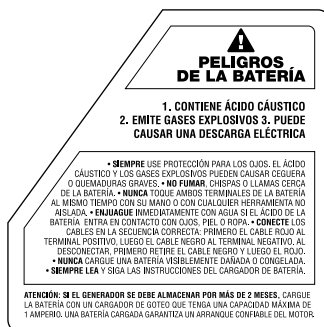 PELIGROS
DE LA BATERÍA
1. CONTIENE ÁCIDO CÁUSTICO
2. EMITE GASES EXPLOSIVOS 3. PUEDE
CAUSAR UNA DESCARGA ELÉCTRICA
• SIEMPRE USE PROTECCIÓN PARA LOS OJOS. EL ÁCIDO
CÁUSTICO Y LOS GASES EXPLOSIVOS PUEDEN CAUSAR CEGUERA
O QUEMADURAS GRAVES. • NO FUMAR, CHISPAS O LLAMAS CERCA
DE LA BATERÍA. • NUNCA TOQUE AMBOS TERMINALES DE LA BATERÍA
AL MISMO TIEMPO CON SU MANO O CON CUALQUIER HERRAMIENTA NO
AISLADA. • ENJUAGUE INMEDIATAMENTE CON AGUA SI EL ÁCIDO DE LA
BATERÍA ENTRA EN CONTACTO CON OJOS, PIEL O ROPA. • CONECTE LOS
CABLES EN LA SECUENCIA CORRECTA: PRIMERO EL CABLE ROJO AL
TERMINAL POSITIVO, LUEGO EL CABLE NEGRO AL TERMINAL NEGATIVO. AL
DESCONECTAR, PRIMERO RETIRE EL CABLE NEGRO Y LUEGO EL ROJO.
• NUNCA CARGUE UNA BATERÍA VISIBLEMENTE DAÑADA O CONGELADA.
• SIEMPRE LEA Y SIGA LAS INSTRUCCIONES DEL CARGADOR DE BATERÍA.
ATENCIÓN: SI EL GENERADOR SE DEBE ALMACENAR POR MÁS DE 2 MESES, CARGUE
LA BATERÍA CON UN CARGADOR DE GOTEO QUE TENGA UNA CAPACIDAD MÁXIMA DE
1 AMPERIO. UNA BATERÍA CARGADA GARANTIZA UN ARRANQUE CONFIABLE DEL MOTOR.